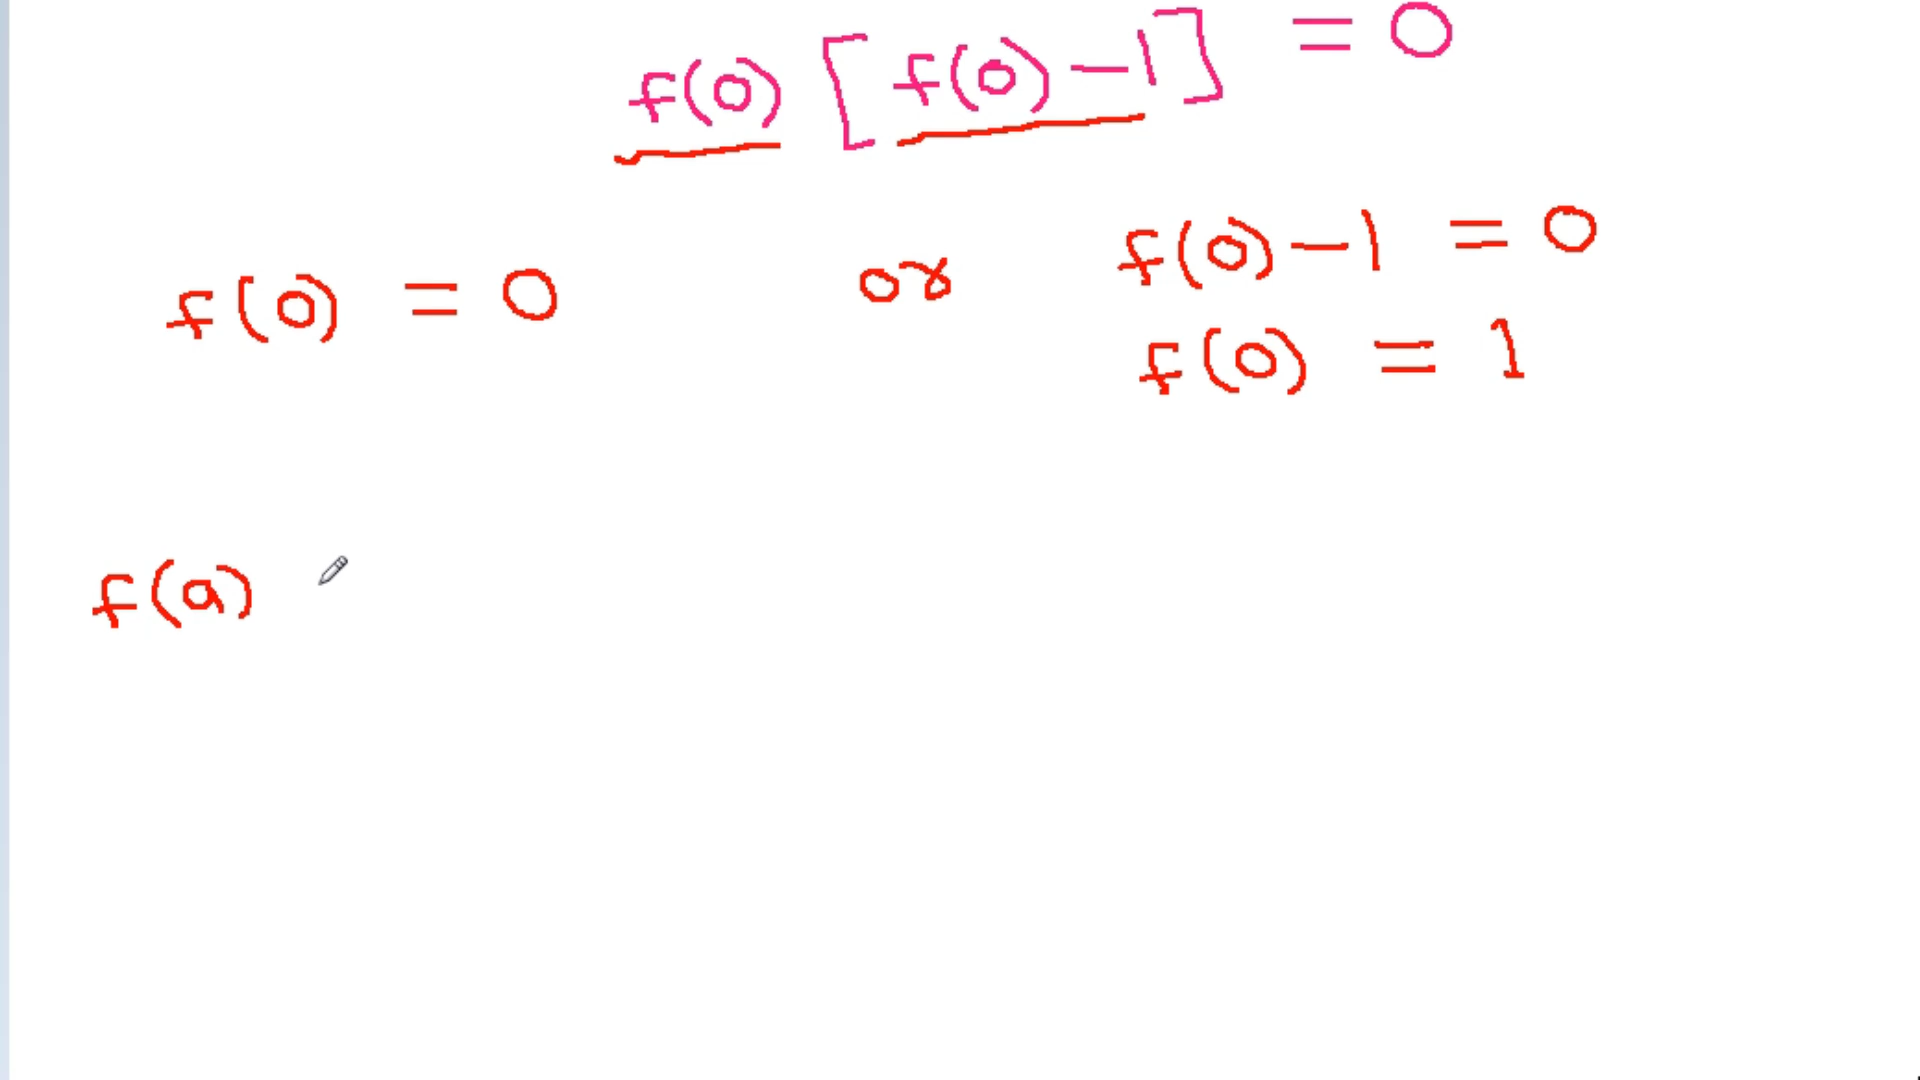 f(0) [f(0)-1] = 0
f(0) = 0 or f(0)-1 = 0
f(0) = 1
f(a)